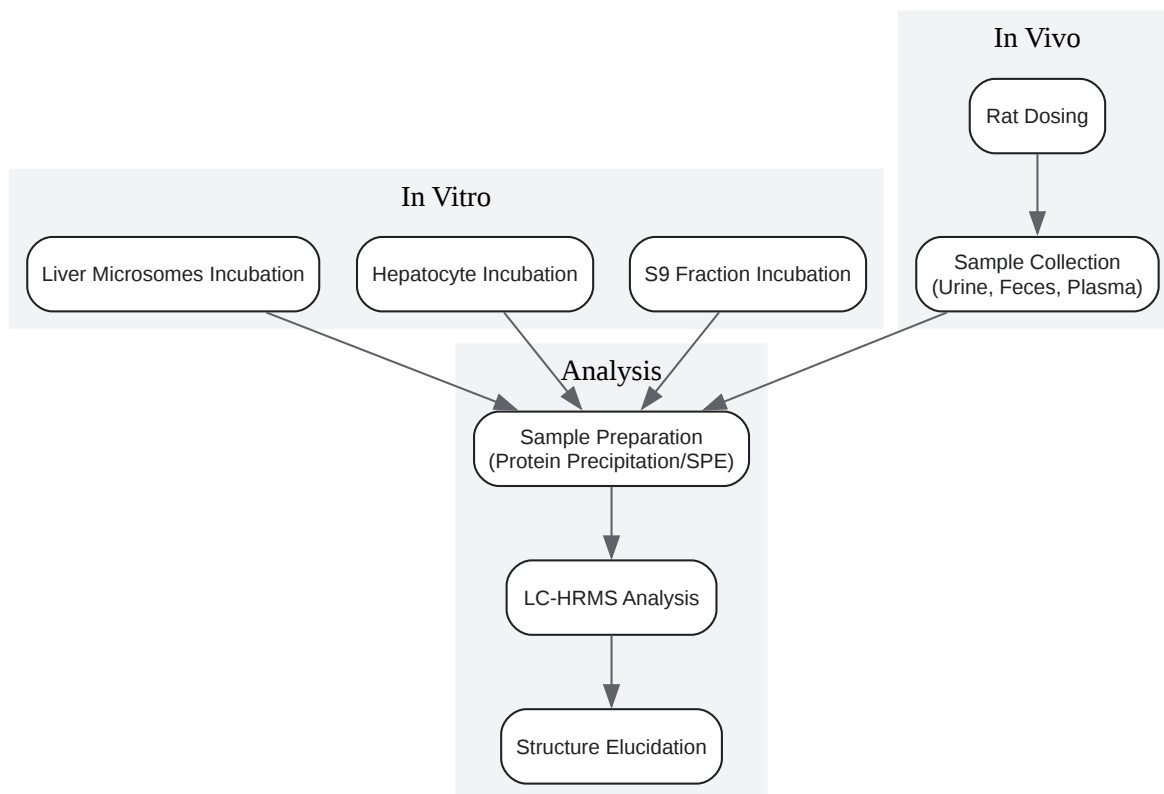 In Vivo
Rat Dosing
In Vitro
Liver Microsomes Incubation
Hepatocyte Incubation
S9 Fraction Incubation
Sample Collection
(Urine, Feces, Plasma)
Analysis
Sample Preparation
(Protein Precipitation/SPE)
LC-HRMS Analysis
Structure Elucidation